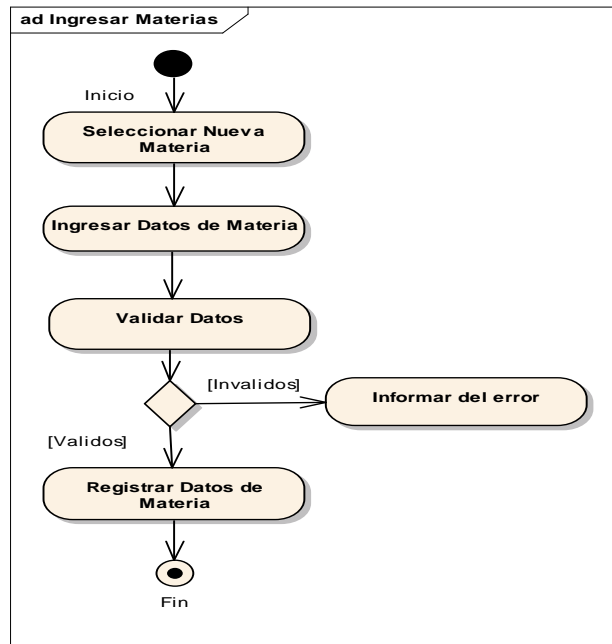 ad Ingresar Materias
Inicio
Seleccionar Nueva
Materia
Ingresar Datos de Materia
Validar Datos
[Invalidos]
Informar del error
[Validos]
Registrar Datos de
Materia
Fin